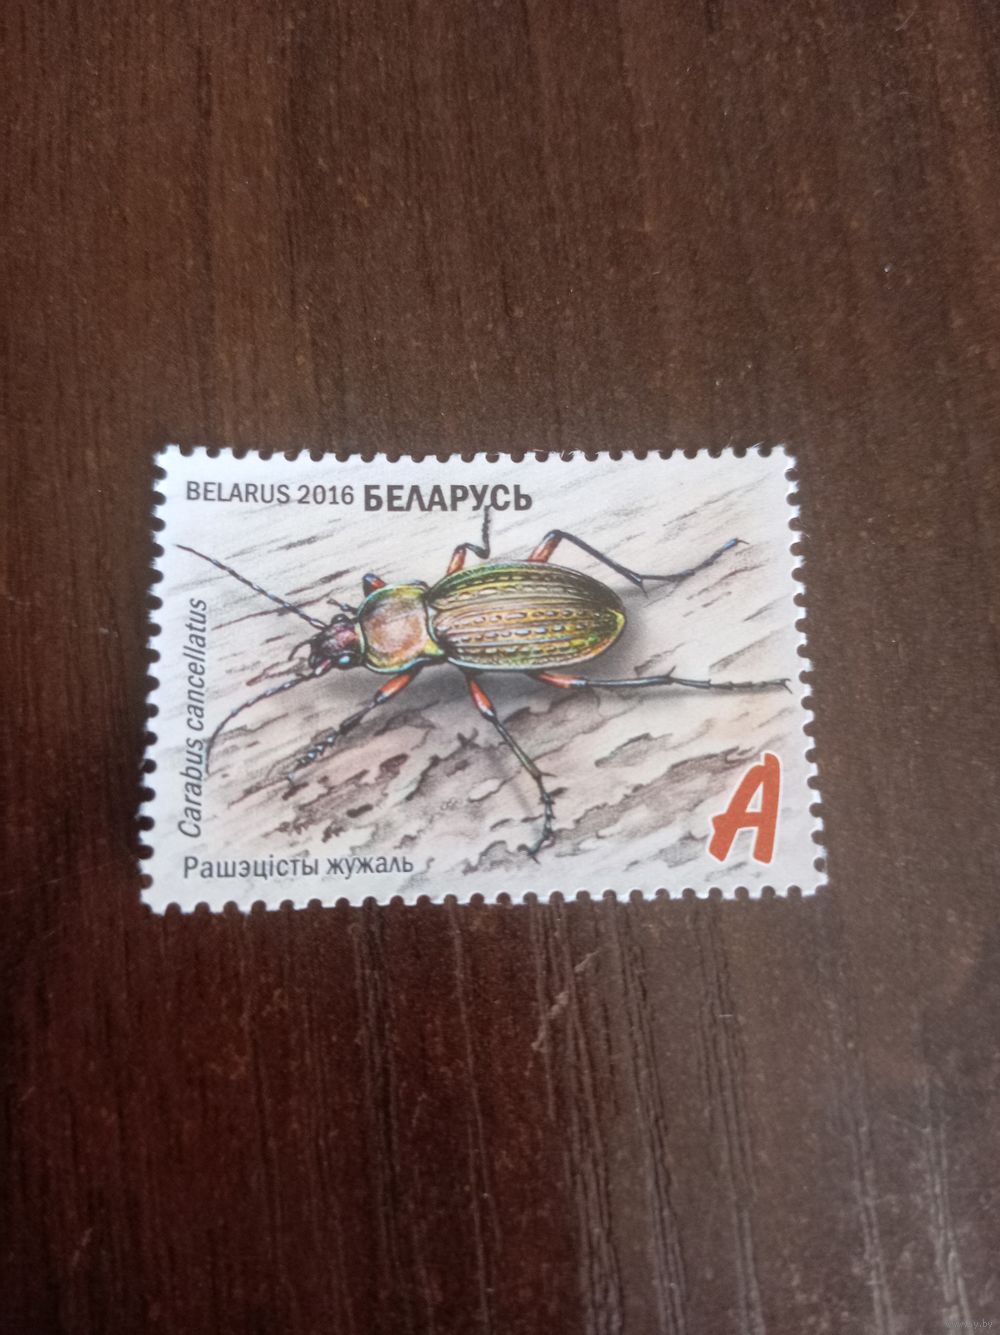 BELARUS 2016 БЕЛАРУСЬ
Carabus cancellatus
Рашэцісты жужаль
A